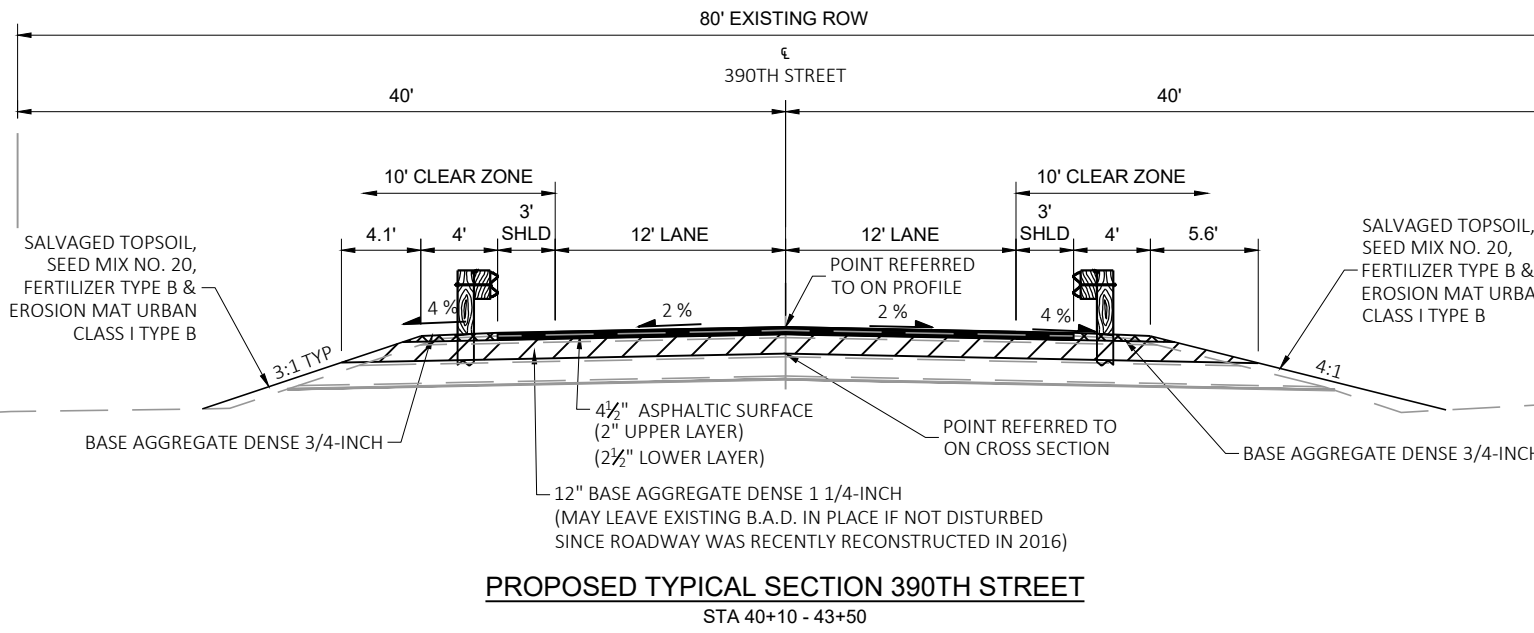 80' EXISTING ROW
℄
390TH STREET
40'
40'
10' CLEAR ZONE
10' CLEAR ZONE
4.1'
4'
3'
SHLD
12' LANE
12' LANE
3'
SHLD
4'
5.6'
SALVAGED TOPSOIL,
SEED MIX NO. 20,
FERTILIZER TYPE B &
EROSION MAT URBAN
CLASS I TYPE B
POINT REFERRED
TO ON PROFILE
SALVAGED TOPSOIL,
SEED MIX NO. 20,
FERTILIZER TYPE B &
EROSION MAT URBA
CLASS I TYPE B
4 %
2 %
2 %
4 %
3:1 TYP
4:1
BASE AGGREGATE DENSE 3/4-INCH
4½" ASPHALTIC SURFACE
(2" UPPER LAYER)
(2½" LOWER LAYER)
POINT REFERRED TO
ON CROSS SECTION
BASE AGGREGATE DENSE 3/4-INCH
12" BASE AGGREGATE DENSE 1 1/4-INCH
(MAY LEAVE EXISTING B.A.D. IN PLACE IF NOT DISTURBED
SINCE ROADWAY WAS RECENTLY RECONSTRUCTED IN 2016)
PROPOSED TYPICAL SECTION 390TH STREET
STA 40+10 - 43+50